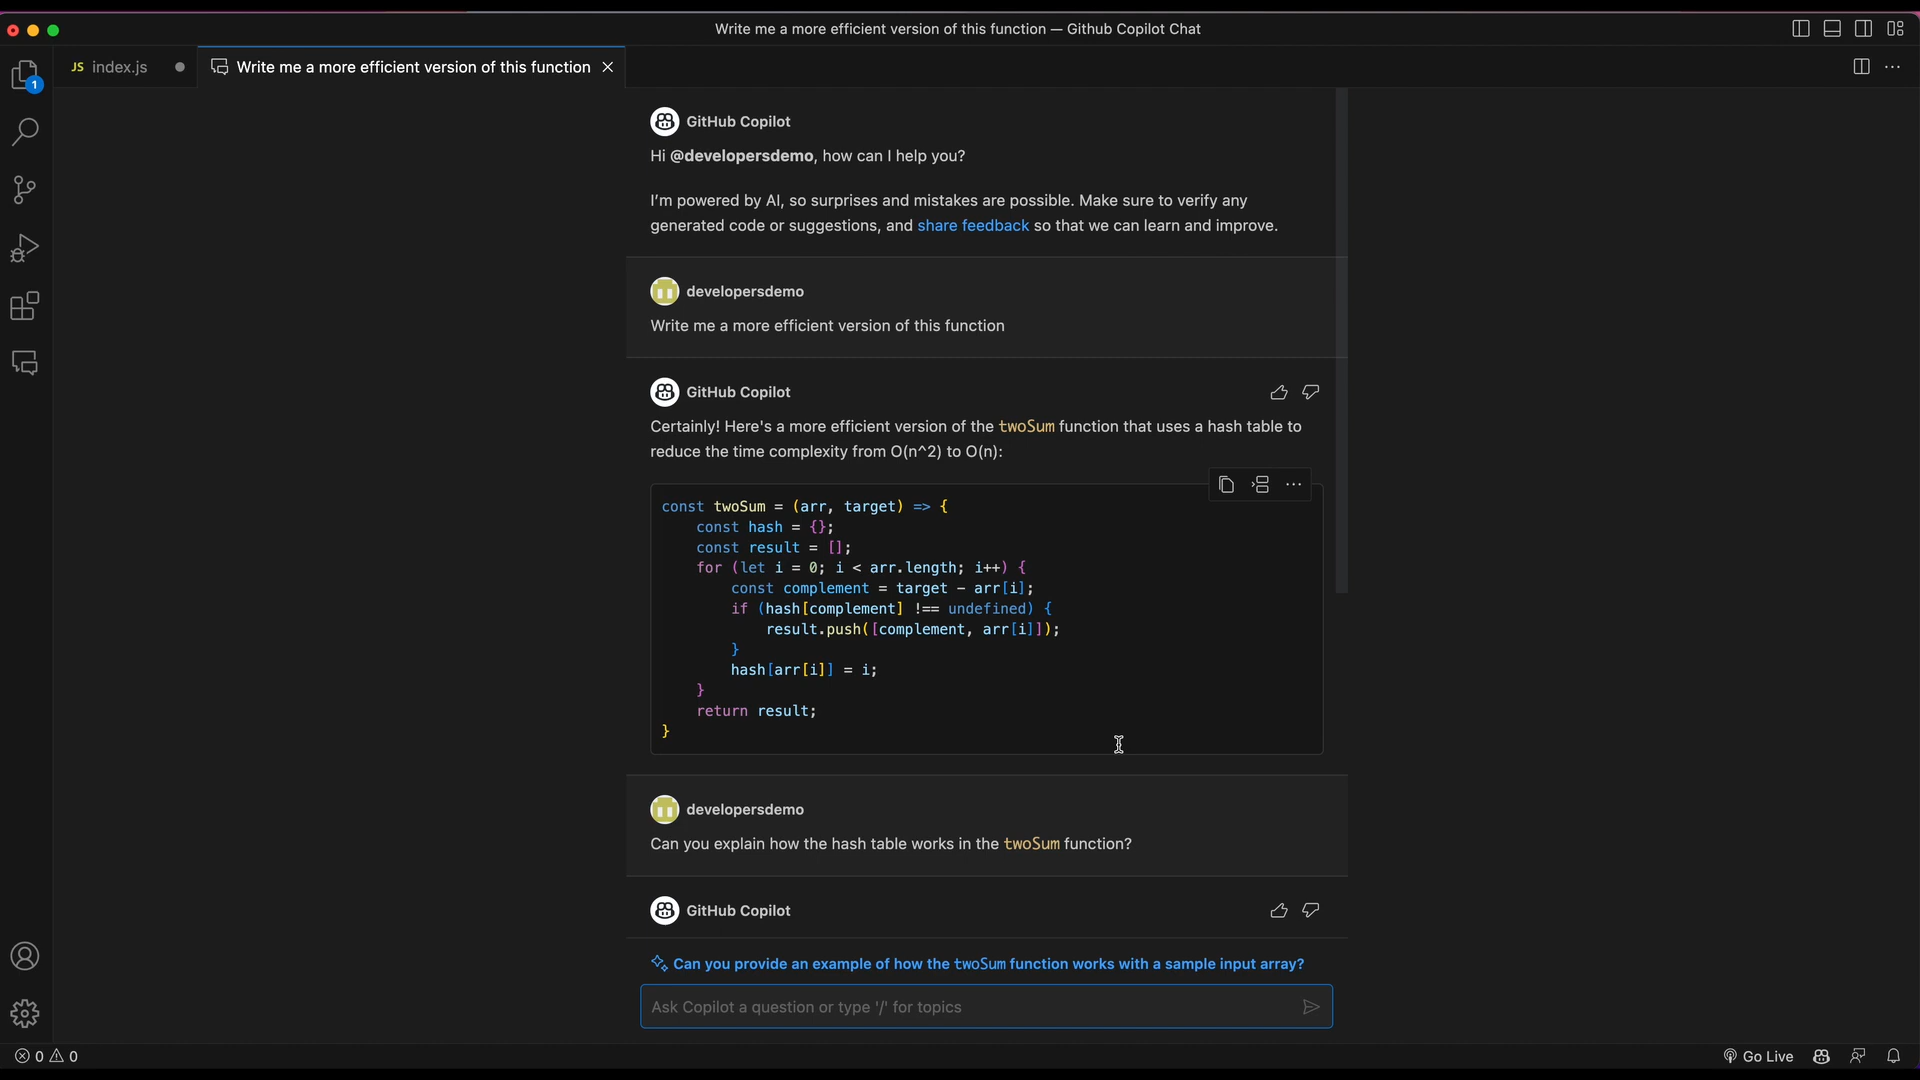 Write me a more efficient version of this function — Github Copilot Chat
JS index.js
Write me a more efficient version of this function
1
GitHub Copilot
Hi @developersdemo, how can I help you?
I'm powered by AI, so surprises and mistakes are possible. Make sure to verify any
generated code or suggestions, and share feedback so that we can learn and improve.
developersdemo
Write me a more efficient version of this function
GitHub Copilot
Certainly! Here's a more efficient version of the twoSum function that uses a hash table to
reduce the time complexity from O(n^2) to O(n):
const twoSum = (arr, target) => {
    const hash = {};
    const result = [];
    for (let i = 0; i < arr.length; i++) {
        const complement = target - arr[i];
        if (hash[complement] !== undefined) {
            result.push([complement, arr[i]]);
        }
        hash[arr[i]] = i;
    }
    return result;
}
developersdemo
Can you explain how the hash table works in the twoSum function?
GitHub Copilot
Can you provide an example of how the twoSum function works with a sample input array?
Ask Copilot a question or type '/' for topics
0 0
Go Live